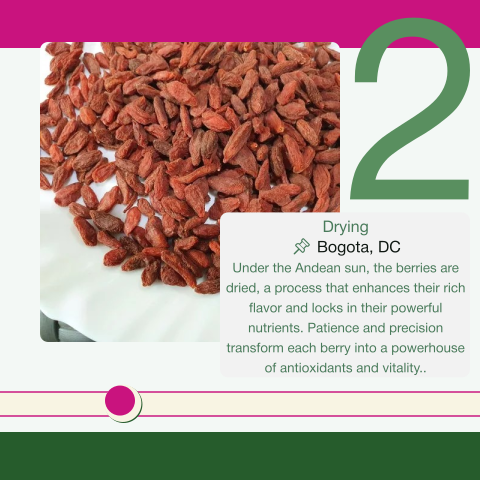 2
Drying
Bogota, DC
Under the Andean sun, the berries are
dried, a process that enhances their rich
flavor and locks in their powerful
nutrients. Patience and precision
transform each berry into a powerhouse
of antioxidants and vitality..